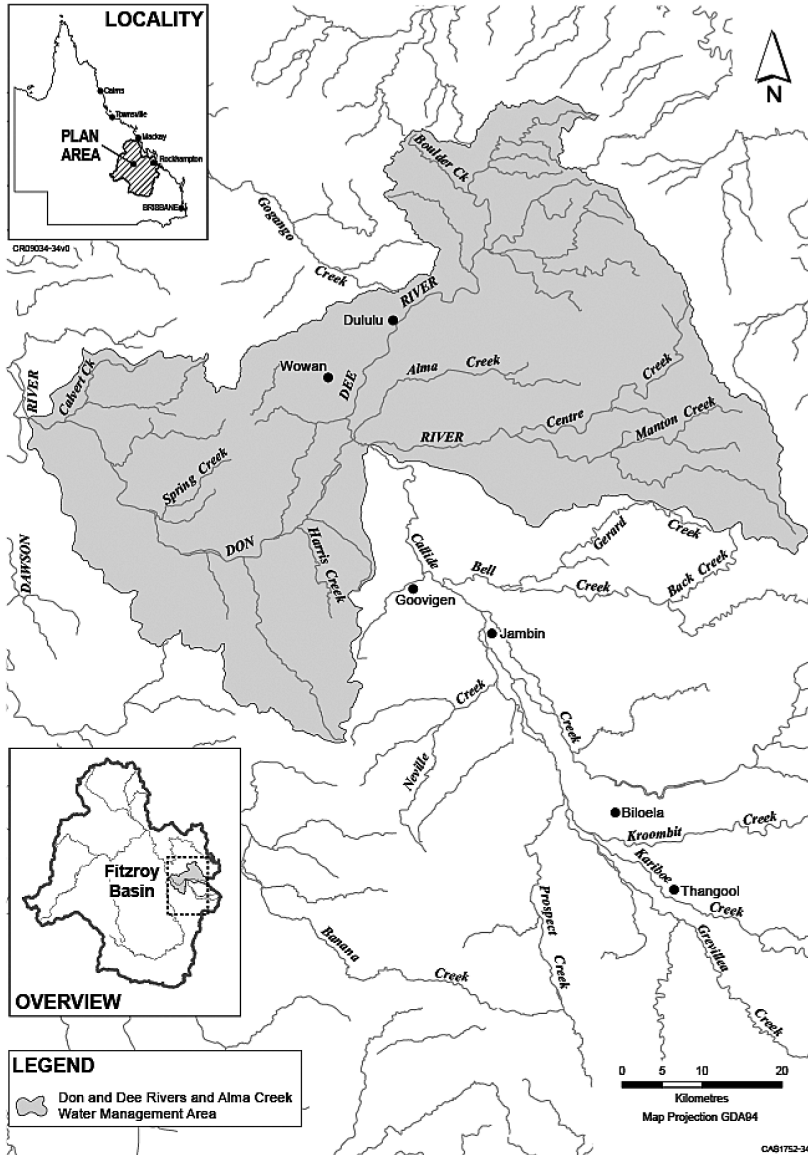 LOCALITY
Cairns
Townsville
Mackay
PLAN
AREA
Rockhampton
BRISBANE
CR09034-34v0
N
Boulder Ck
Gogango
Creek
RIVER
Dululu
Wowan
DEE
Alma Creek
Creek
Centre
Manton Creek
RIVER
RIVER
Calvert Ck
Spring Creek
DON
Harris Creek
DAWSON
Callide
Gerard
Creek
Bell
Creek
Back Creek
Goovigen
Jambin
Creek
Creek
Neville
Biloela
Kroombit Creek
Kariboe
Thangool
Creek
Prospect
Creek
Grevillea
Creek
Banana
Creek
Fitzroy
Basin
OVERVIEW
LEGEND
Don and Dee Rivers and Alma Creek
Water Management Area
0 5 10 20
Kilometres
Map Projection GDA94
CAS1752-34